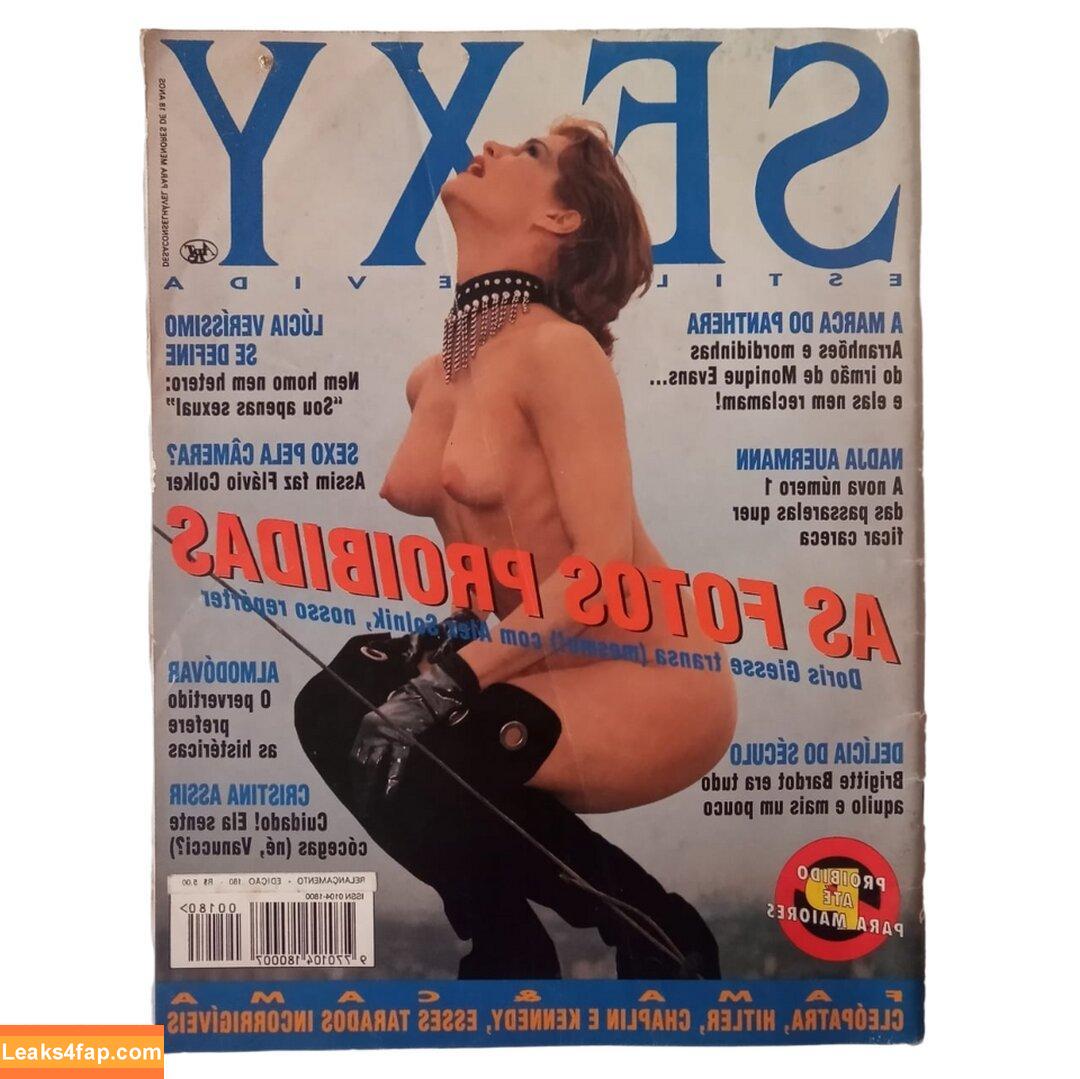 SEXY
ESTILO DE VIDA
DESACONSELHÁVEL PARA MENORES DE 18 ANOS
A MARCA DO PANTHERA
Arranhões e mordidinhas
do irmão de Monique Evans...
e elas nem reclamam!
NADJA AUERMANN
A nova número 1
das passarelas quer
ficar careca
LÚCIA VERÍSSIMO
SE DEFINE
Nem homo nem hetero:
"Sou apenas sexual"
SEXO PELA CÂMERA?
Assim faz Flávio Colker
AS FOTOS PROIBIDAS
Doris Giesse transa (mesmo!) com Alex Solnik, nosso repórter
DELÍCIA DO SÉCULO
Brigitte Bardot era tudo
aquilo e mais um pouco
ALMODÓVAR
O pervertido
prefere
as histéricas
CRISTINA ASSIR
Cuidado! Ela sente
cócegas (né, Vanucci?)
PROIBIDO
ATÉ
PARA MAIORES
RELANÇAMENTO - EDIÇÃO 180 - R$ 5,00
ISSN 0104-1800
00180>
9 770104 180007
FAMA & CAMA
CLEÓPATRA, HITLER, CHAPLIN E KENNEDY, ESSES TARADOS INCORRIGÍVEIS
Leaks4fap.com